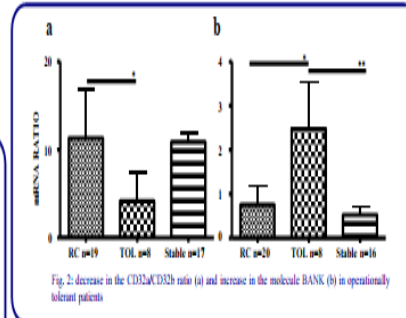 a
b
20
10
0
mRNA RATIO
*
RC n=19
TOL n=8
Stable n=17
4
3
2
1
0
*
**
RC n=20
TOL n=8
Stable n=16
Fig. 2: decrease in the CD32a/CD32b ratio (a) and increase in the molecule BANK (b) in operationally
tolerant patients